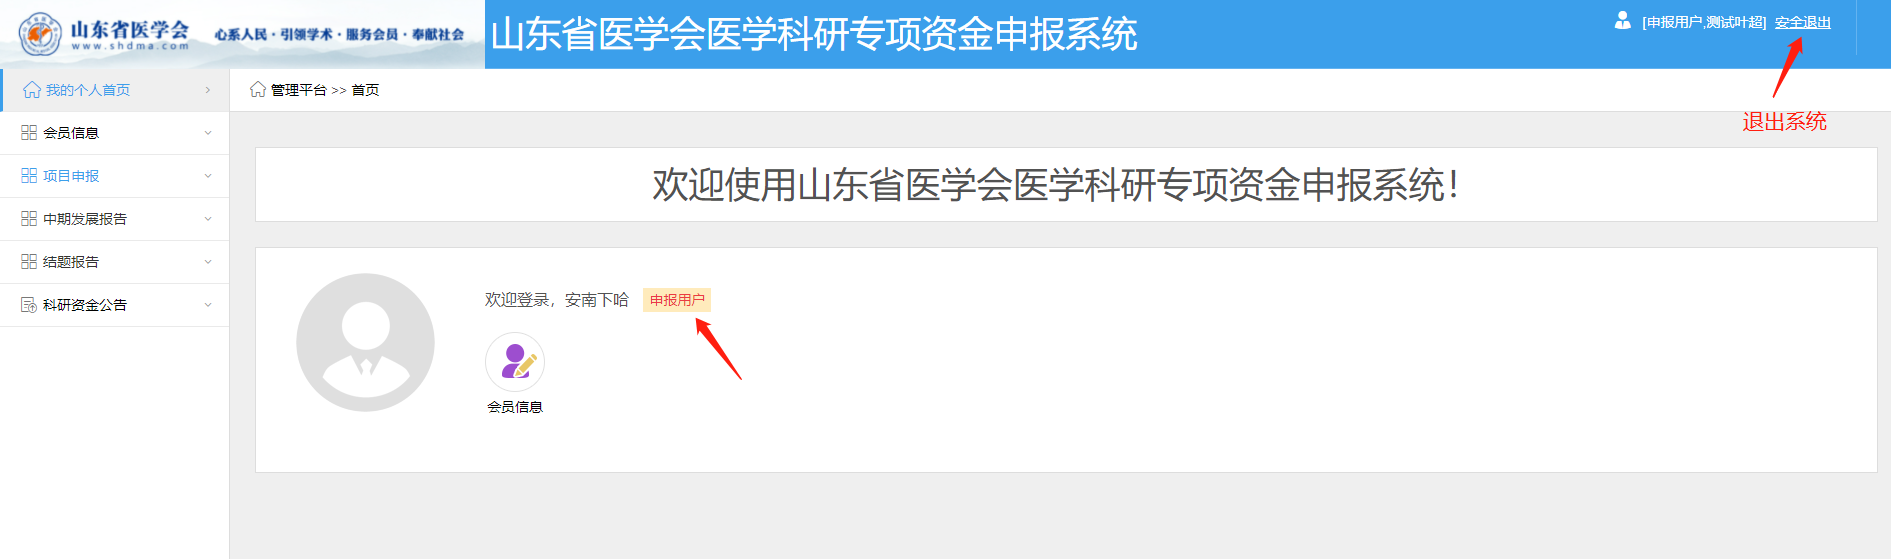 山东省医学会
www.shdma.com
心系人民·引领学术·服务会员·奉献社会
山东省医学会医学科研专项资金申报系统
[申报用户,测试叶超] 安全退出
退出系统
我的个人首页
会员信息
项目申报
中期发展报告
结题报告
科研资金公告
管理平台 >> 首页
欢迎使用山东省医学会医学科研专项资金申报系统!
欢迎登录，安南下哈 申报用户
会员信息